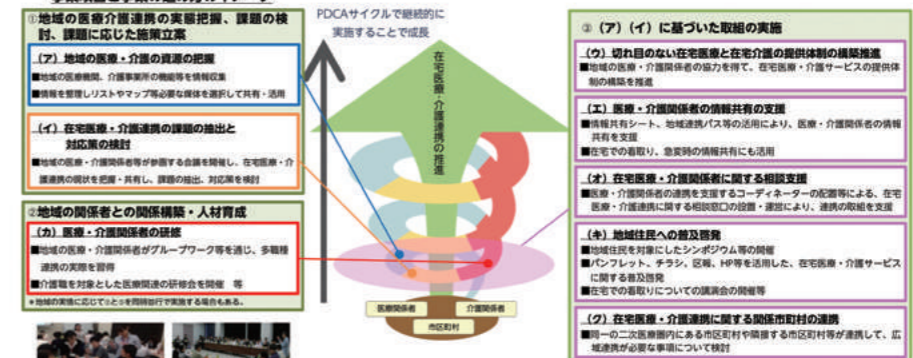 ①地域の医療介護連携の実態把握、課題の検
討、課題に応じた施策立案
（ア）地域の医療・介護の資源の把握
■地域の医療機関、介護事業所の機能等を情報収集
■情報を整理しリストやマップ等必要な媒体を選択して共有・活用
（イ）在宅医療・介護連携の課題の抽出と
対応策の検討
■地域の医療・介護関係者等が参画する会議を開催し、在宅医療・介
護連携の現状を把握・共有し、課題の抽出、対応策を検討
②地域の関係者との関係構築・人材育成
（カ）医療・介護関係者の研修
■地域の医療・介護関係者がグループワーク等を通じ、多職種
連携の実際を習得
■介護職を対象とした医療関連の研修会を開催　等
＊地域の実情に応じて①と②を同時並行で実施する場合もある。
PDCAサイクルで継続的に
実施することで成長
在宅医療・介護連携の推進
医療関係者
介護関係者
市区町村
③（ア）（イ）に基づいた取組の実施
（ウ）切れ目のない在宅医療と在宅介護の提供体制の構築推進
■地域の医療・介護関係者の協力を得て、在宅医療・介護サービスの提供体
制の構築を推進
（エ）医療・介護関係者の情報共有の支援
■情報共有シート、地域連携パス等の活用により、医療・介護関係者の情報
共有を支援
■在宅での看取り、急変時の情報共有にも活用
（オ）在宅医療・介護関係者に関する相談支援
■医療・介護関係者の連携を支援するコーディネーターの配置等による、在宅
医療・介護連携に関する相談窓口の設置・運営により、連携の取組を支援
（キ）地域住民への普及啓発
■地域住民を対象にしたシンポジウム等の開催
■パンフレット、チラシ、区報、HP等を活用した、在宅医療・介護サービス
に関する普及啓発
■在宅での看取りについての講演会の開催等
（ク）在宅医療・介護連携に関する関係市町村の連携
■同一の二次医療圏内にある市区町村や隣接する市区町村等が連携して、広
域連携が必要な事項について検討